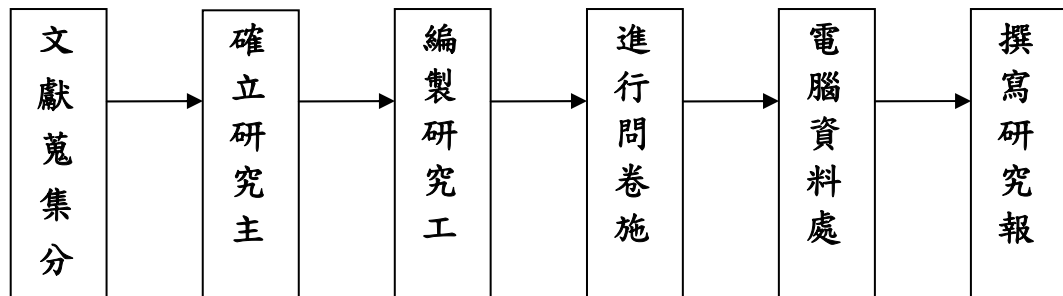 文獻蒐集分
確立研究主
編製研究工
進行問卷施
電腦資料處
撰寫研究報